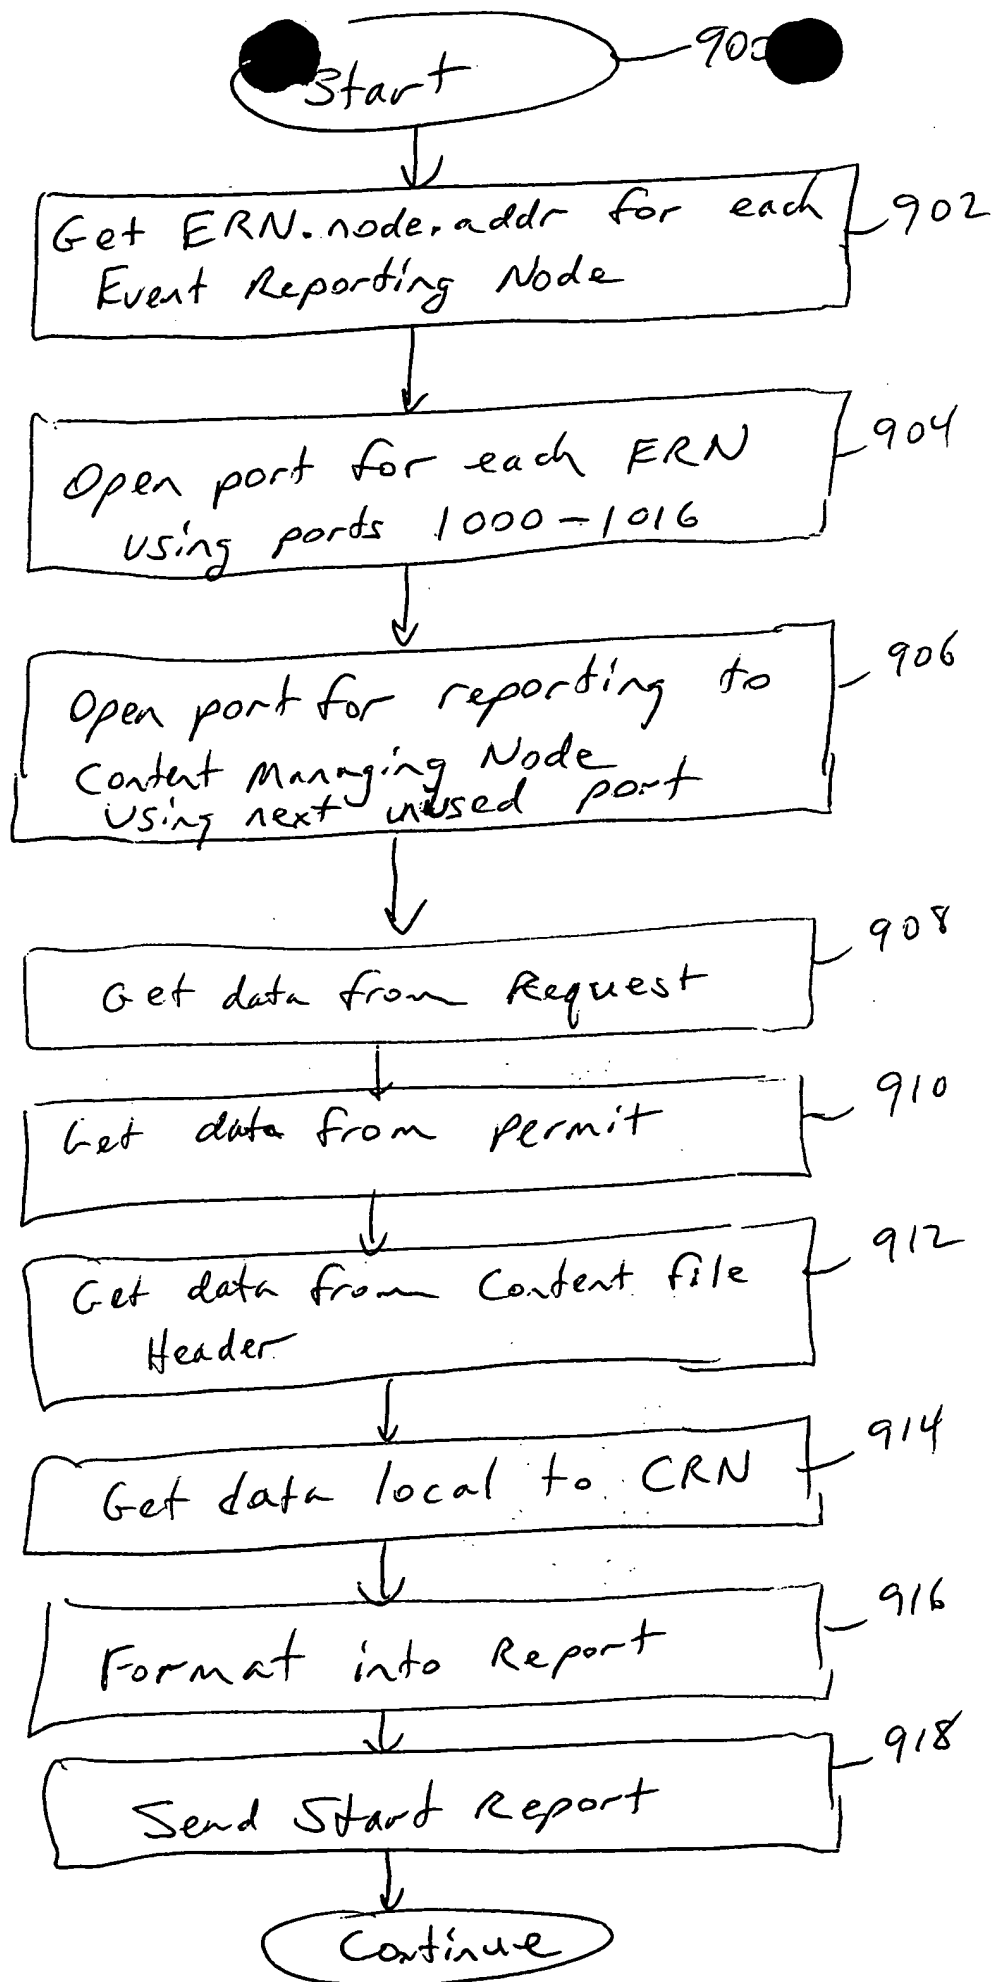 Start
902
Get ERN.node.addr for each
Event Reporting Node
904
Open port for each ERN
using ports 1000-1016
906
Open port for reporting to
Content Managing Node
using next unused port
908
Get data from Request
910
Get data from permit
912
Get data from Content file
Header
914
Get data local to CRN
916
Format into Report
918
Send Start Report
Continue